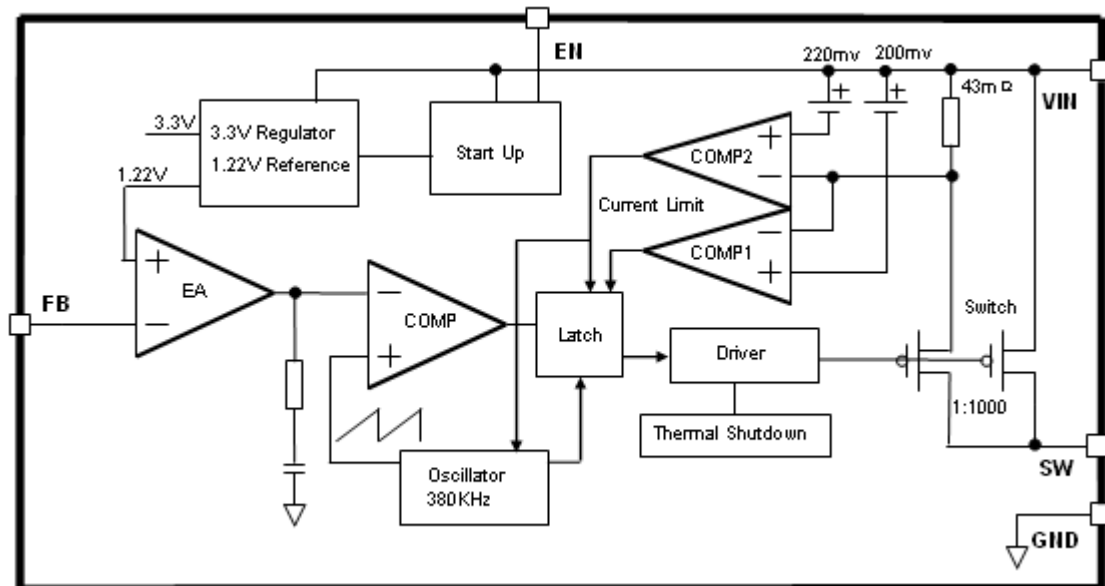 EN
220mv
200mv
43mΩ
VIN
3.3V
3.3V Regulator
1.22V Reference
Start Up
1.22V
+
COMP2
−
Current Limit
−
COMP1
+
+
EA
−
FB
−
COMP
+
Latch
Driver
Switch
1:1000
Thermal Shutdown
Oscillator
380KHz
SW
GND
+
+